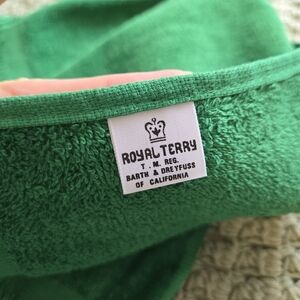 ROYAL TERRY
T. M. REG.
BARTH & DREYFUSS
OF CALIFORNIA